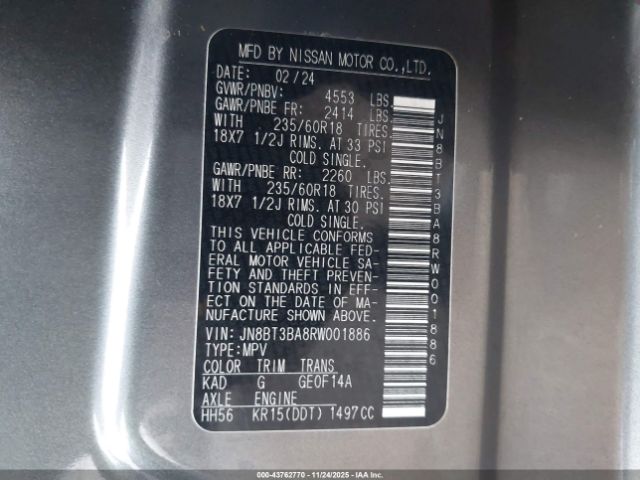 MFD BY NISSAN MOTOR CO.,LTD.
DATE: 02/24
GVWR/PNBV: 4553 LBS.
GAWR/PNBE FR: 2414 LBS.
WITH 235/60R18 TIRES.
18X7 1/2J RIMS. AT 33 PSI
COLD SINGLE.
GAWR/PNBE RR: 2260 LBS.
WITH 235/60R18 TIRES.
18X7 1/2J RIMS. AT 30 PSI
COLD SINGLE.
THIS VEHICLE CONFORMS
TO ALL APPLICABLE FED-
ERAL MOTOR VEHICLE SA-
FETY AND THEFT PREVEN-
TION STANDARDS IN EFF-
ECT ON THE DATE OF MA-
NUFACTURE SHOWN ABOVE.
VIN: JN8BT3BA8RW001886
TYPE:MPV
COLOR TRIM TRANS
KAD G GE0F14A
AXLE ENGINE
HH56 KR15(DDT) 1497CC
JN8BT3BA8RW001886
© 000-43762770 - 11/24/2025 - IAAI.COM